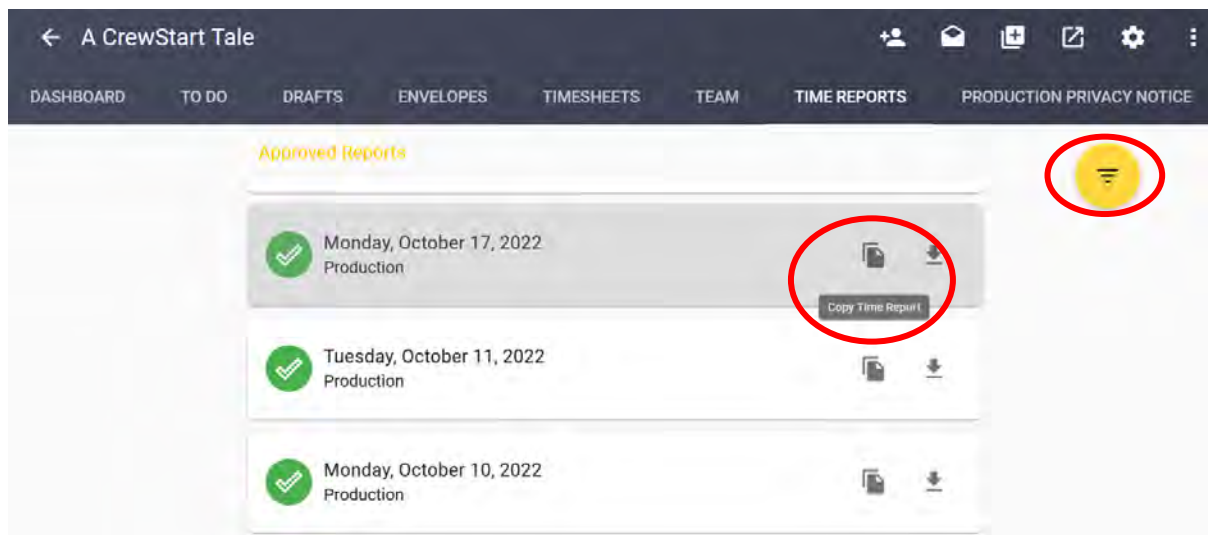 A CrewStart Tale
DASHBOARD TO DO DRAFTS ENVELOPES TIMESHEETS TEAM TIME REPORTS PRODUCTION PRIVACY NOTICE
Approved Reports
Monday, October 17, 2022
Production
Copy Time Report
Tuesday, October 11, 2022
Production
Monday, October 10, 2022
Production